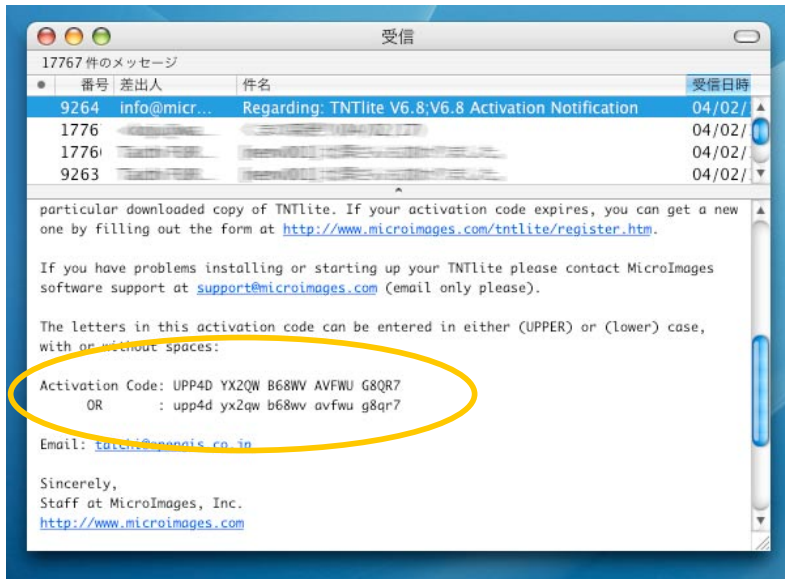 受信
17767 件のメッセージ
番号 差出人 件名 受信日時
9264 info@micr... Regarding: TNTlite V6.8;V6.8 Activation Notification 04/02/
1776 04/02/
1776 04/02/
9263 04/02/
particular downloaded copy of TNTlite. If your activation code expires, you can get a new
one by filling out the form at http://www.microimages.com/tntlite/register.htm.
If you have problems installing or starting up your TNTlite please contact MicroImages
software support at support@microimages.com (email only please).
The letters in this activation code can be entered in either (UPPER) or (lower) case,
with or without spaces:
Activation Code: UPP4D YX2QW B68WV AVFWU G8QR7
OR : upp4d yx2qw b68wv avfwu g8qr7
Email:
Sincerely,
Staff at MicroImages, Inc.
http://www.microimages.com